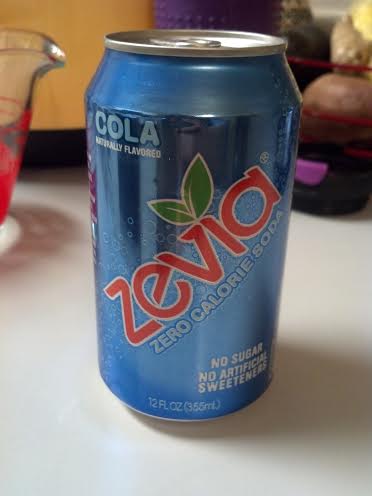 COLA
NATURALLY FLAVORED
zevia®
ZERO CALORIE SODA
NO SUGAR
NO ARTIFICIAL
SWEETENERS
12 FL OZ (355mL)